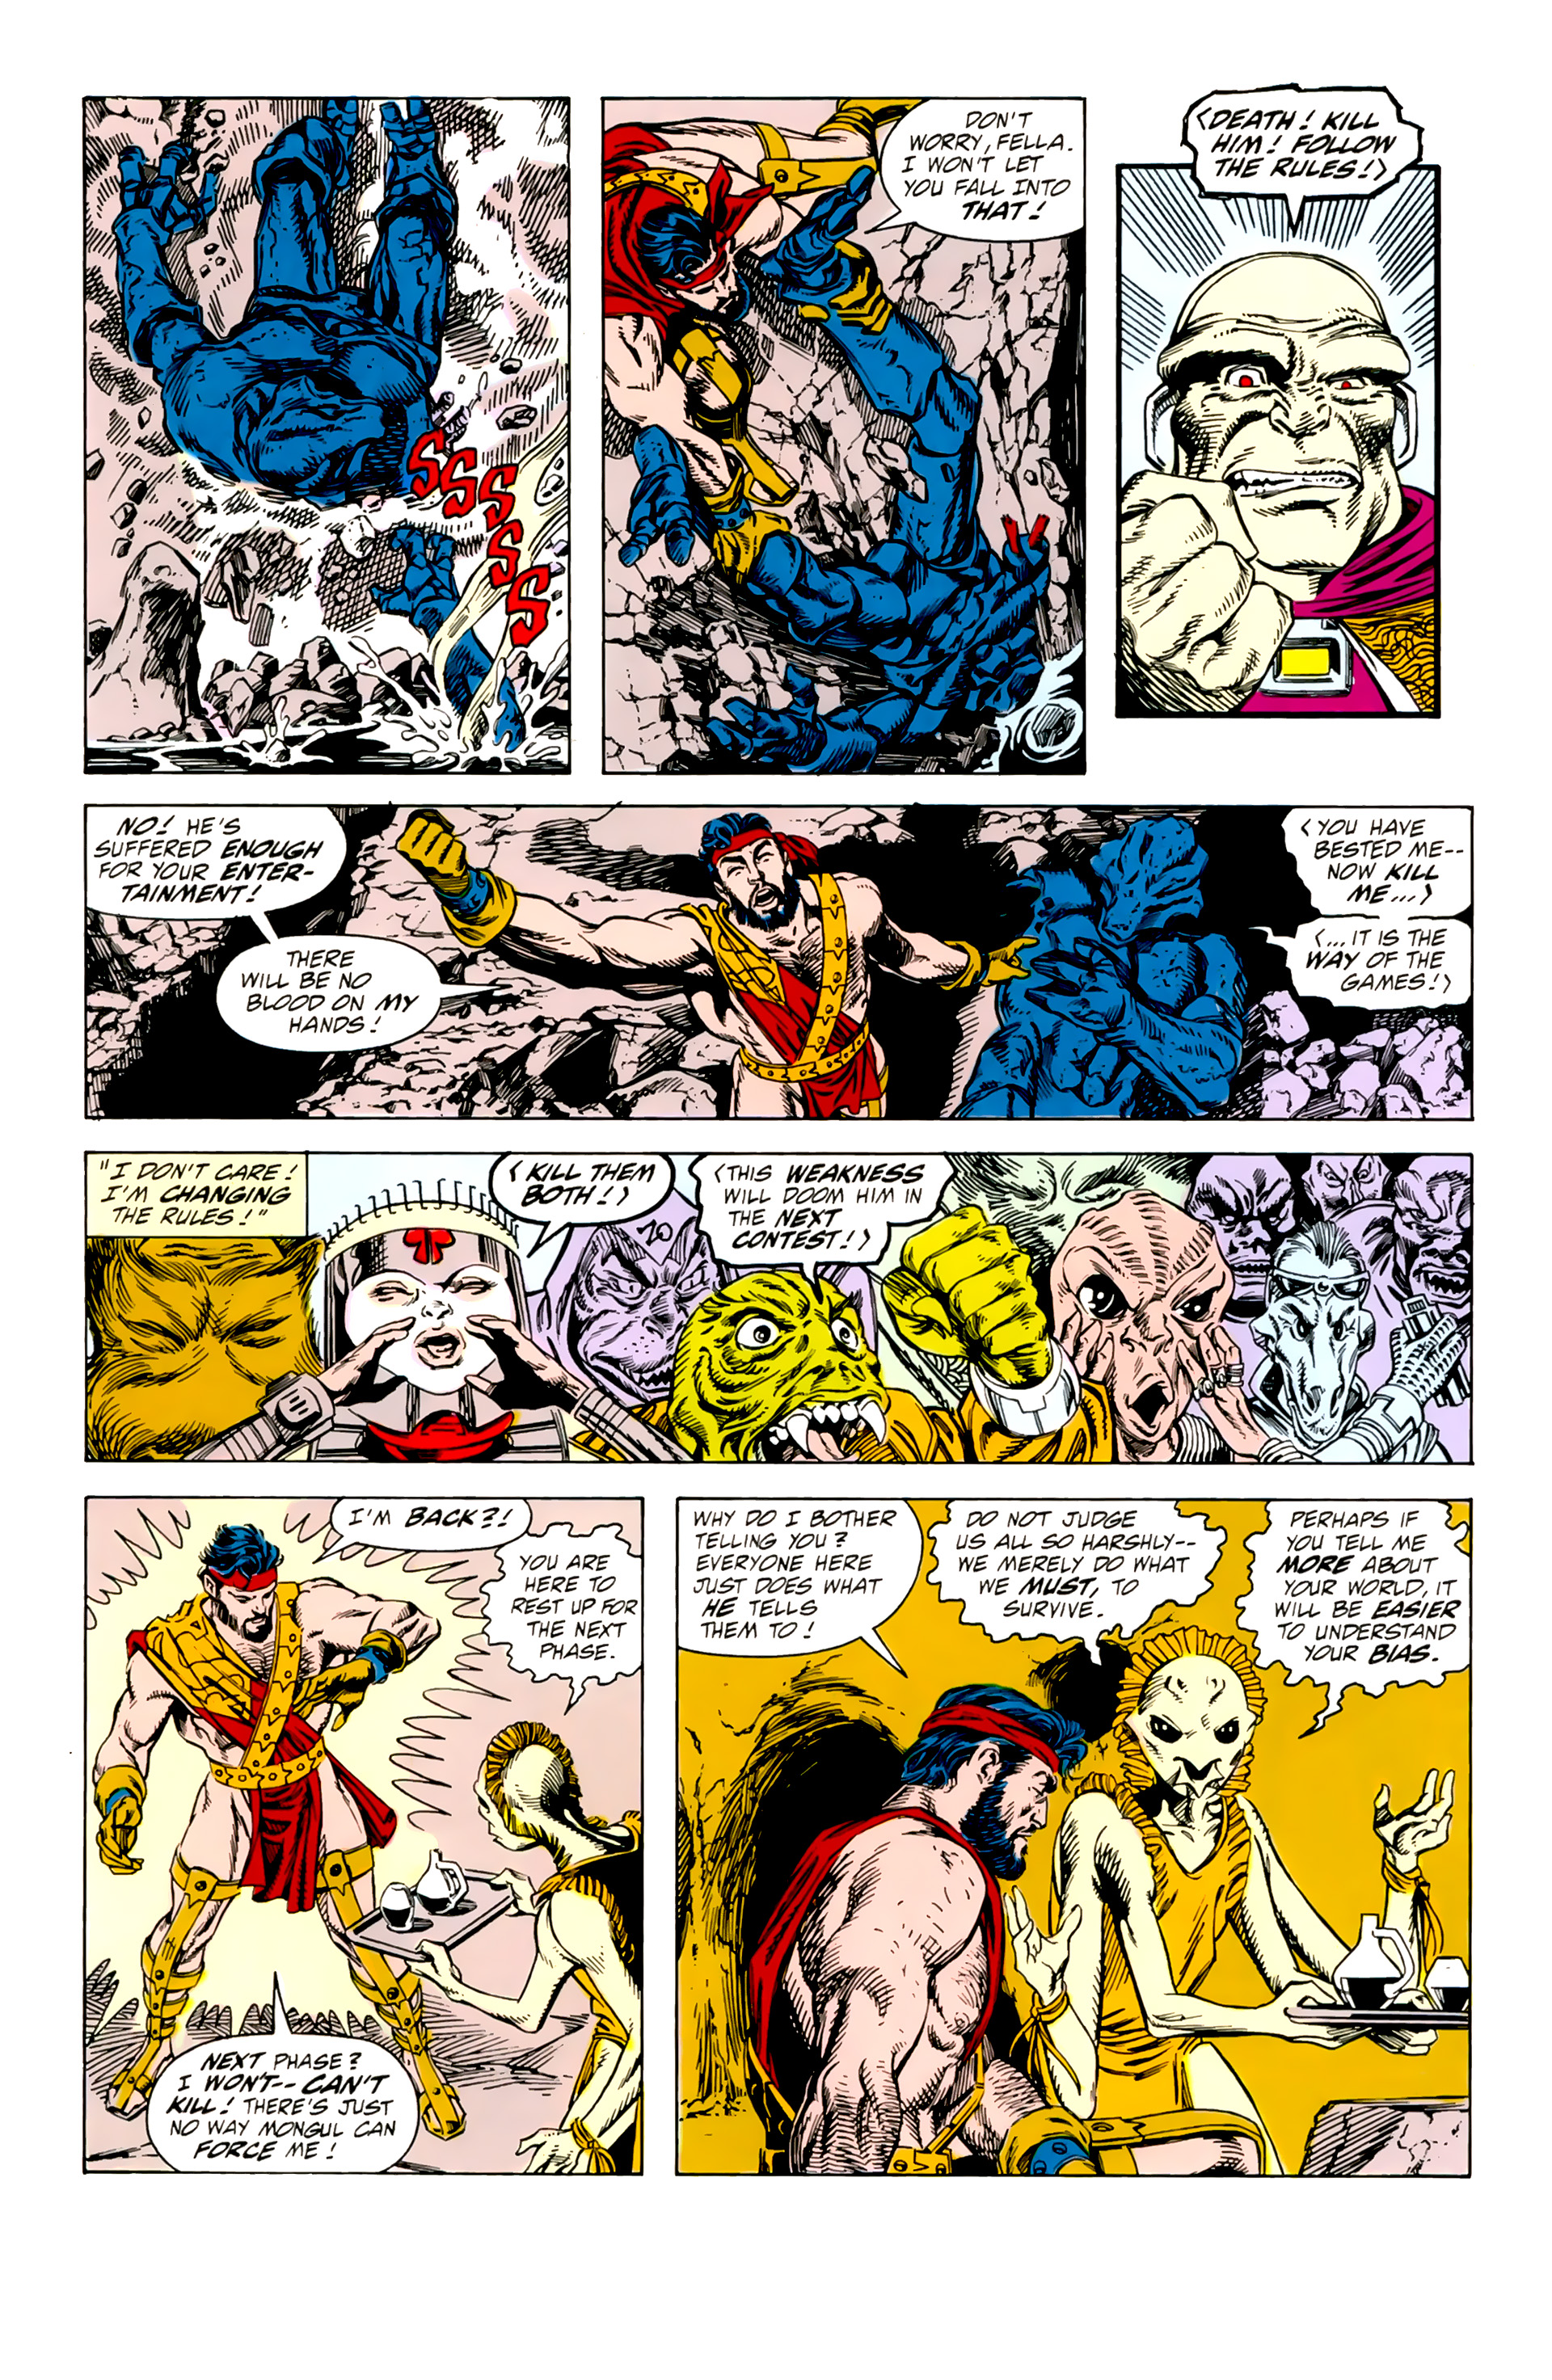 SSSSS
DON'T
WORRY, FELLA.
I WON'T LET
YOU FALL INTO
THAT!
<DEATH! KILL
HIM! FOLLOW
THE RULES!>
NO! HE'S
SUFFERED ENOUGH
FOR YOUR ENTER-
TAINMENT!
THERE
WILL BE NO
BLOOD ON MY
HANDS!
<YOU HAVE
BESTED ME--
NOW KILL
ME...>
<...IT IS THE
WAY OF THE
GAMES!>
"I DON'T CARE!
I'M CHANGING
THE RULES!"
<KILL THEM
BOTH!>
<THIS WEAKNESS
WILL DOOM HIM IN
THE NEXT
CONTEST!>
I'M BACK?!
YOU ARE
HERE TO
REST UP FOR
THE NEXT
PHASE.
NEXT PHASE?
I WON'T--CAN'T
KILL! THERE'S JUST
NO WAY MONGUL CAN
FORCE ME!
WHY DO I BOTHER
TELLING YOU?
EVERYONE HERE
JUST DOES WHAT
HE TELLS
THEM TO!
DO NOT JUDGE
US ALL SO HARSHLY--
WE MERELY DO WHAT
WE MUST, TO
SURVIVE.
PERHAPS IF
YOU TELL ME
MORE ABOUT
YOUR WORLD, IT
WILL BE EASIER
TO UNDERSTAND
YOUR BIAS.